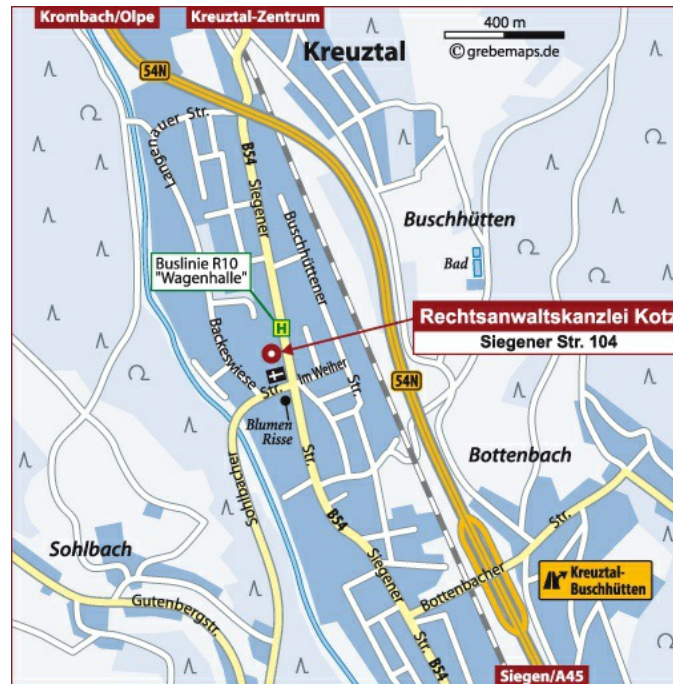 Krombach/Olpe
Kreuztal-Zentrum
400 m
© grebemaps.de
Kreuztal
54N
Langenauer Str.
B54
Siegener
Buschhüttener
Buschhütten
Bad
Buslinie R10
"Wagenhalle"
H
Rechtsanwaltskanzlei Kotz
Siegener Str. 104
Backeswiese
Str.
Im Weiher
54N
Str.
Blumen
Risse
Sohlbacher
Str.
Bottenbach
B54
Str.
Sohlbach
Siegener
Bottenbacher
Kreuztal-
Buschhütten
Gutenbergstr.
Str.
B54
Siegen/A45